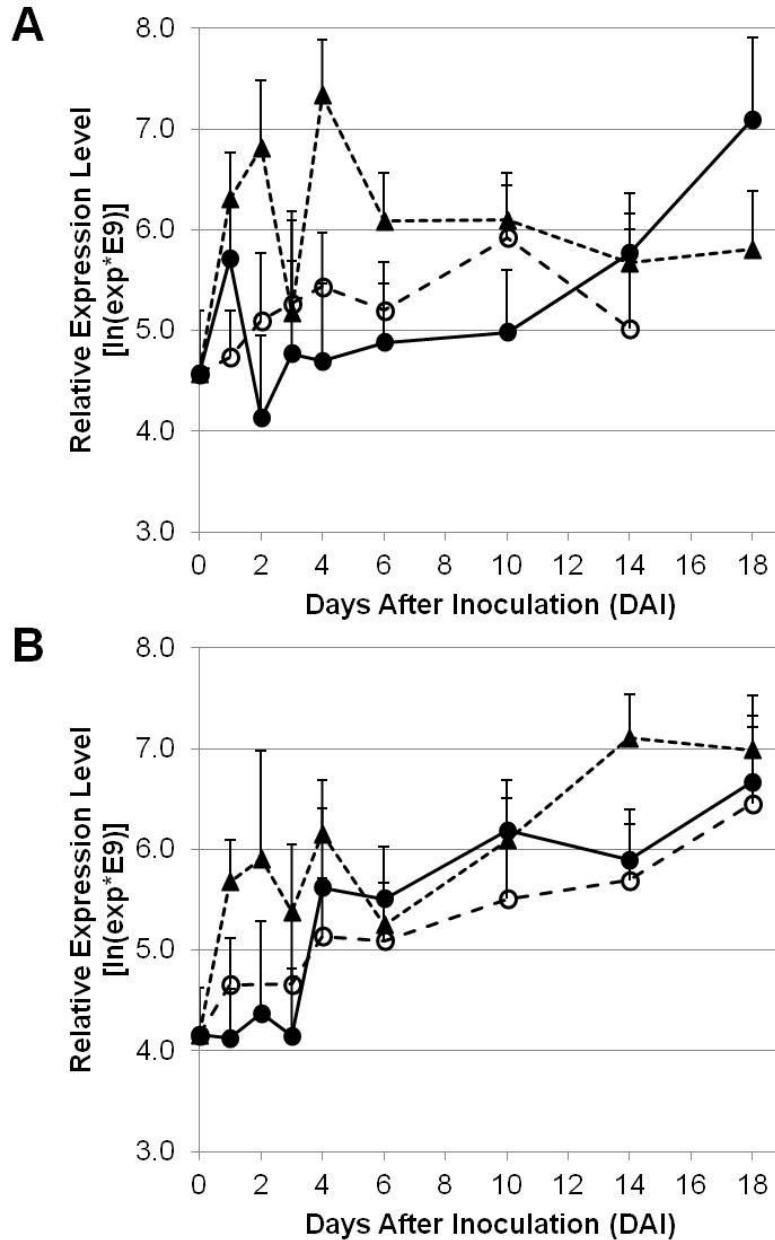 A
8.0
7.0
6.0
5.0
4.0
3.0
Relative Expression Level
[ln(exp*E9)]
0 2 4 6 8 10 12 14 16 18
Days After Inoculation (DAI)
B
8.0
7.0
6.0
5.0
4.0
3.0
Relative Expression Level
[ln(exp*E9)]
0 2 4 6 8 10 12 14 16 18
Days After Inoculation (DAI)